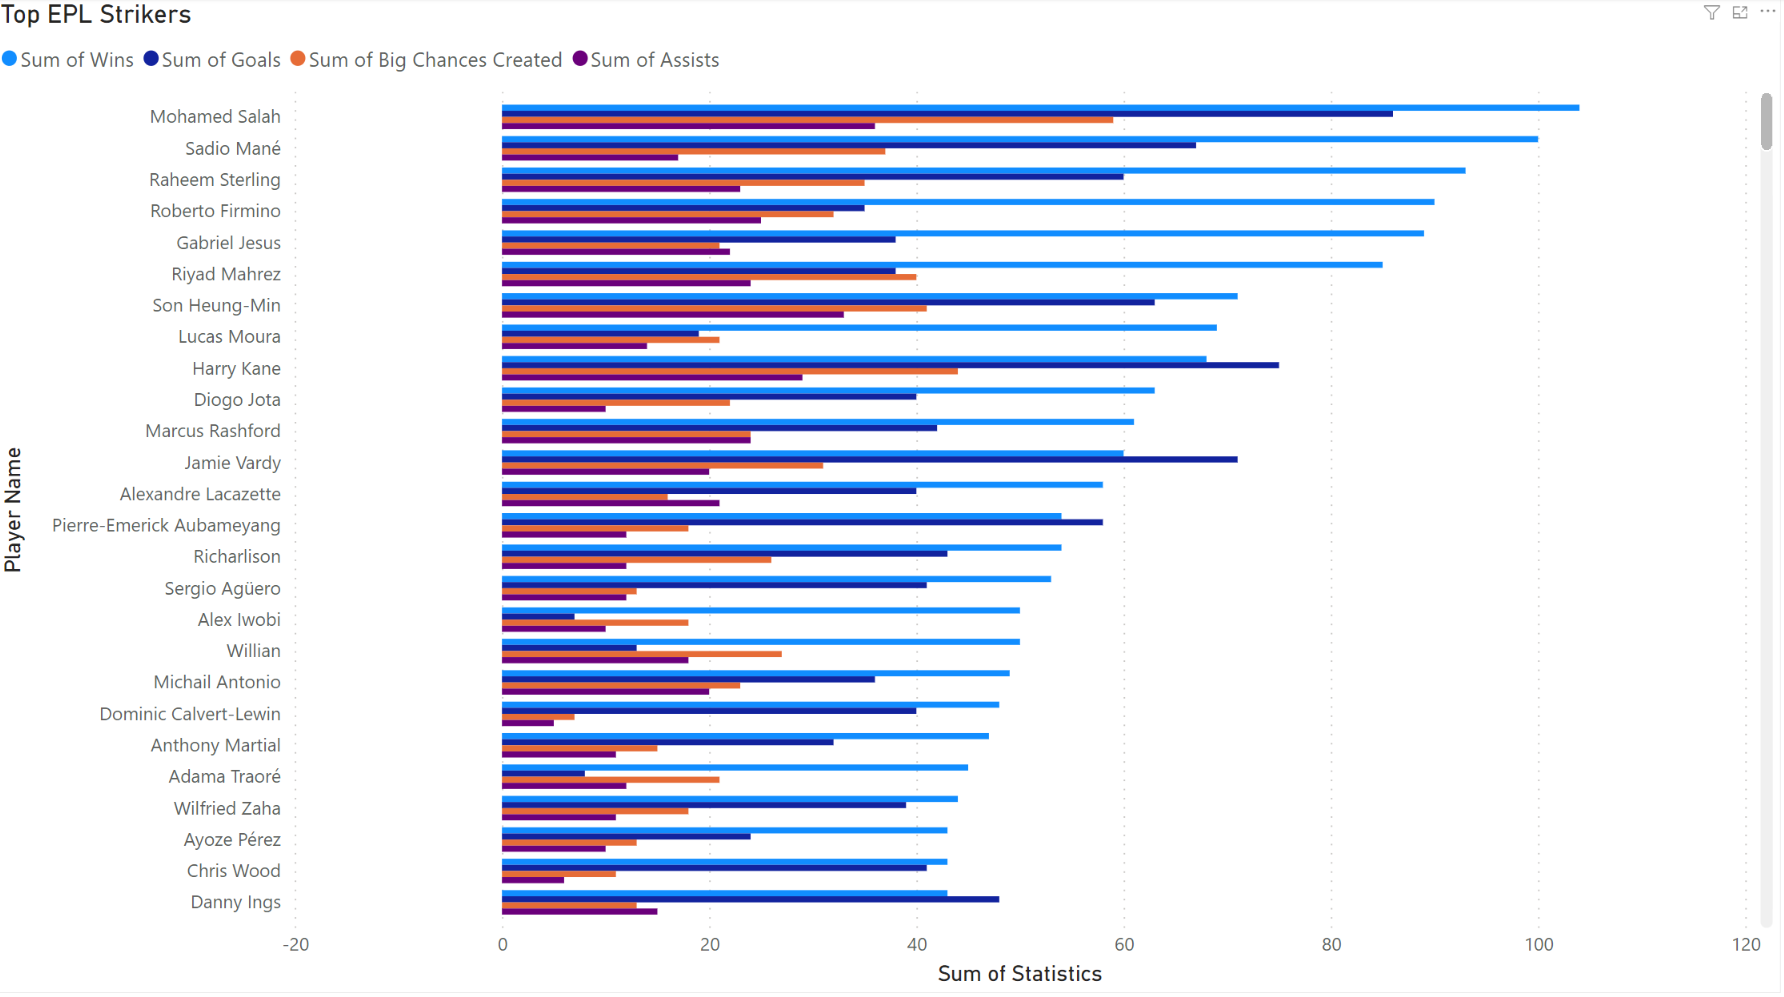 Top EPL Strikers
Sum of Wins Sum of Goals Sum of Big Chances Created Sum of Assists
Player Name
Mohamed Salah
Sadio Mané
Raheem Sterling
Roberto Firmino
Gabriel Jesus
Riyad Mahrez
Son Heung-Min
Lucas Moura
Harry Kane
Diogo Jota
Marcus Rashford
Jamie Vardy
Alexandre Lacazette
Pierre-Emerick Aubameyang
Richarlison
Sergio Agüero
Alex Iwobi
Willian
Michail Antonio
Dominic Calvert-Lewin
Anthony Martial
Adama Traoré
Wilfried Zaha
Ayoze Pérez
Chris Wood
Danny Ings
-20 0 20 40 60 80 100 120
Sum of Statistics